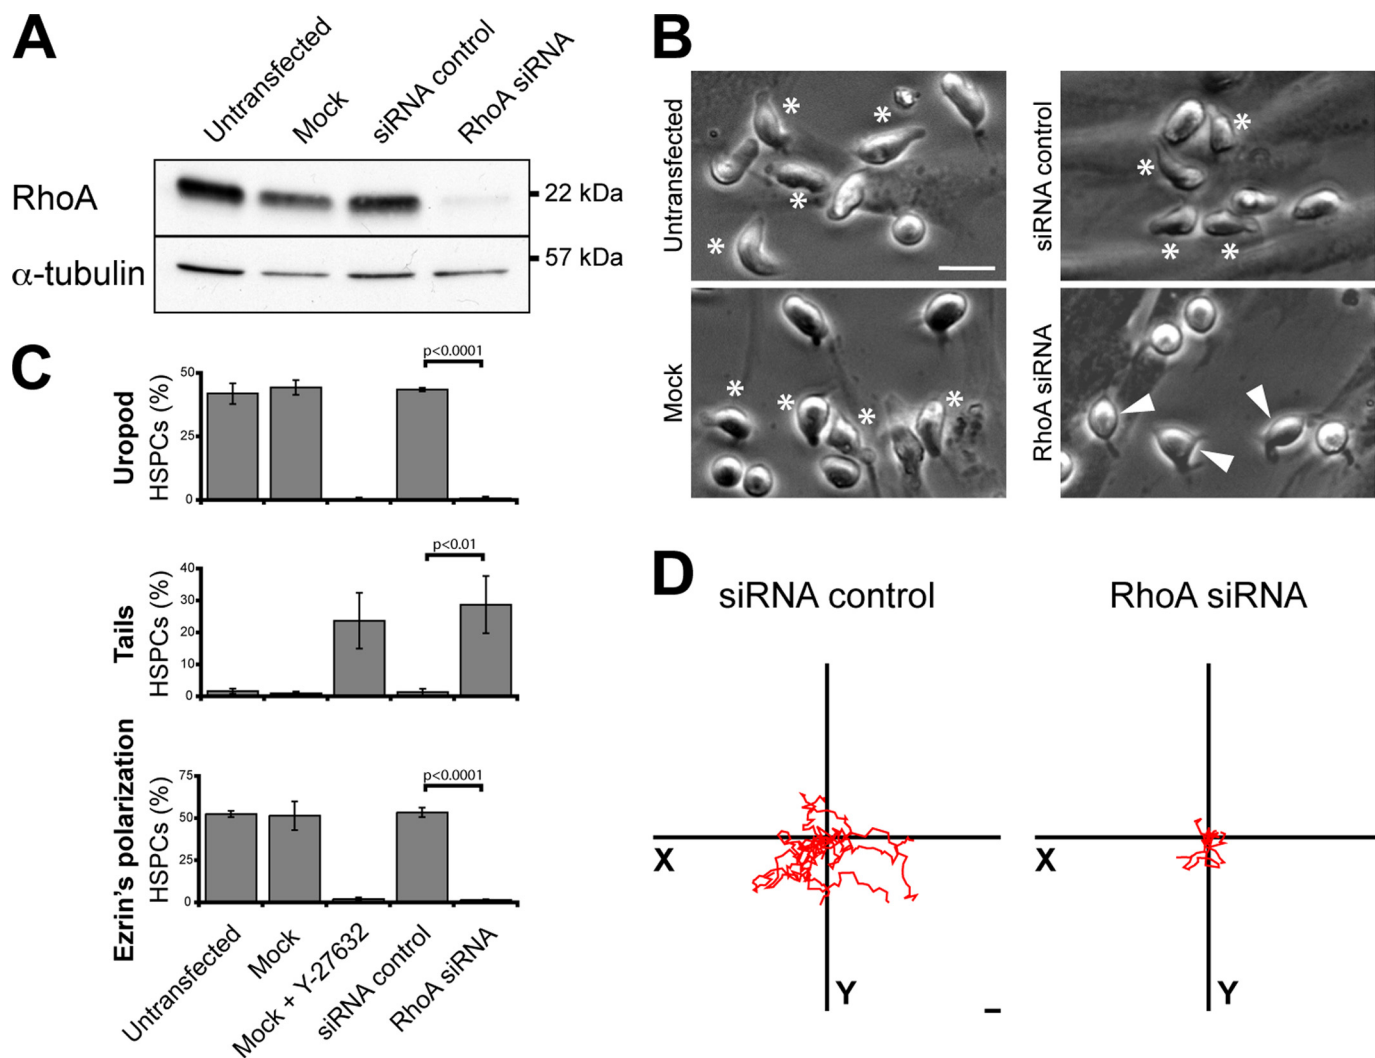 A
Untransfected
Mock
siRNA control
RhoA siRNA
RhoA
22 kDa
α-tubulin
57 kDa
B
Untransfected
*
*
*
*
siRNA control
*
*
*
*
Mock
*
*
*
*
RhoA siRNA
C
Uropod
HSPCs (%)
50
25
0
p<0.0001
Tails
HSPCs (%)
40
30
20
10
0
p<0.01
Ezrin's polarization
HSPCs (%)
75
50
25
0
p<0.0001
Untransfected
Mock
Mock + Y-27632
siRNA control
RhoA siRNA
D
siRNA control
X
Y
RhoA siRNA
X
Y